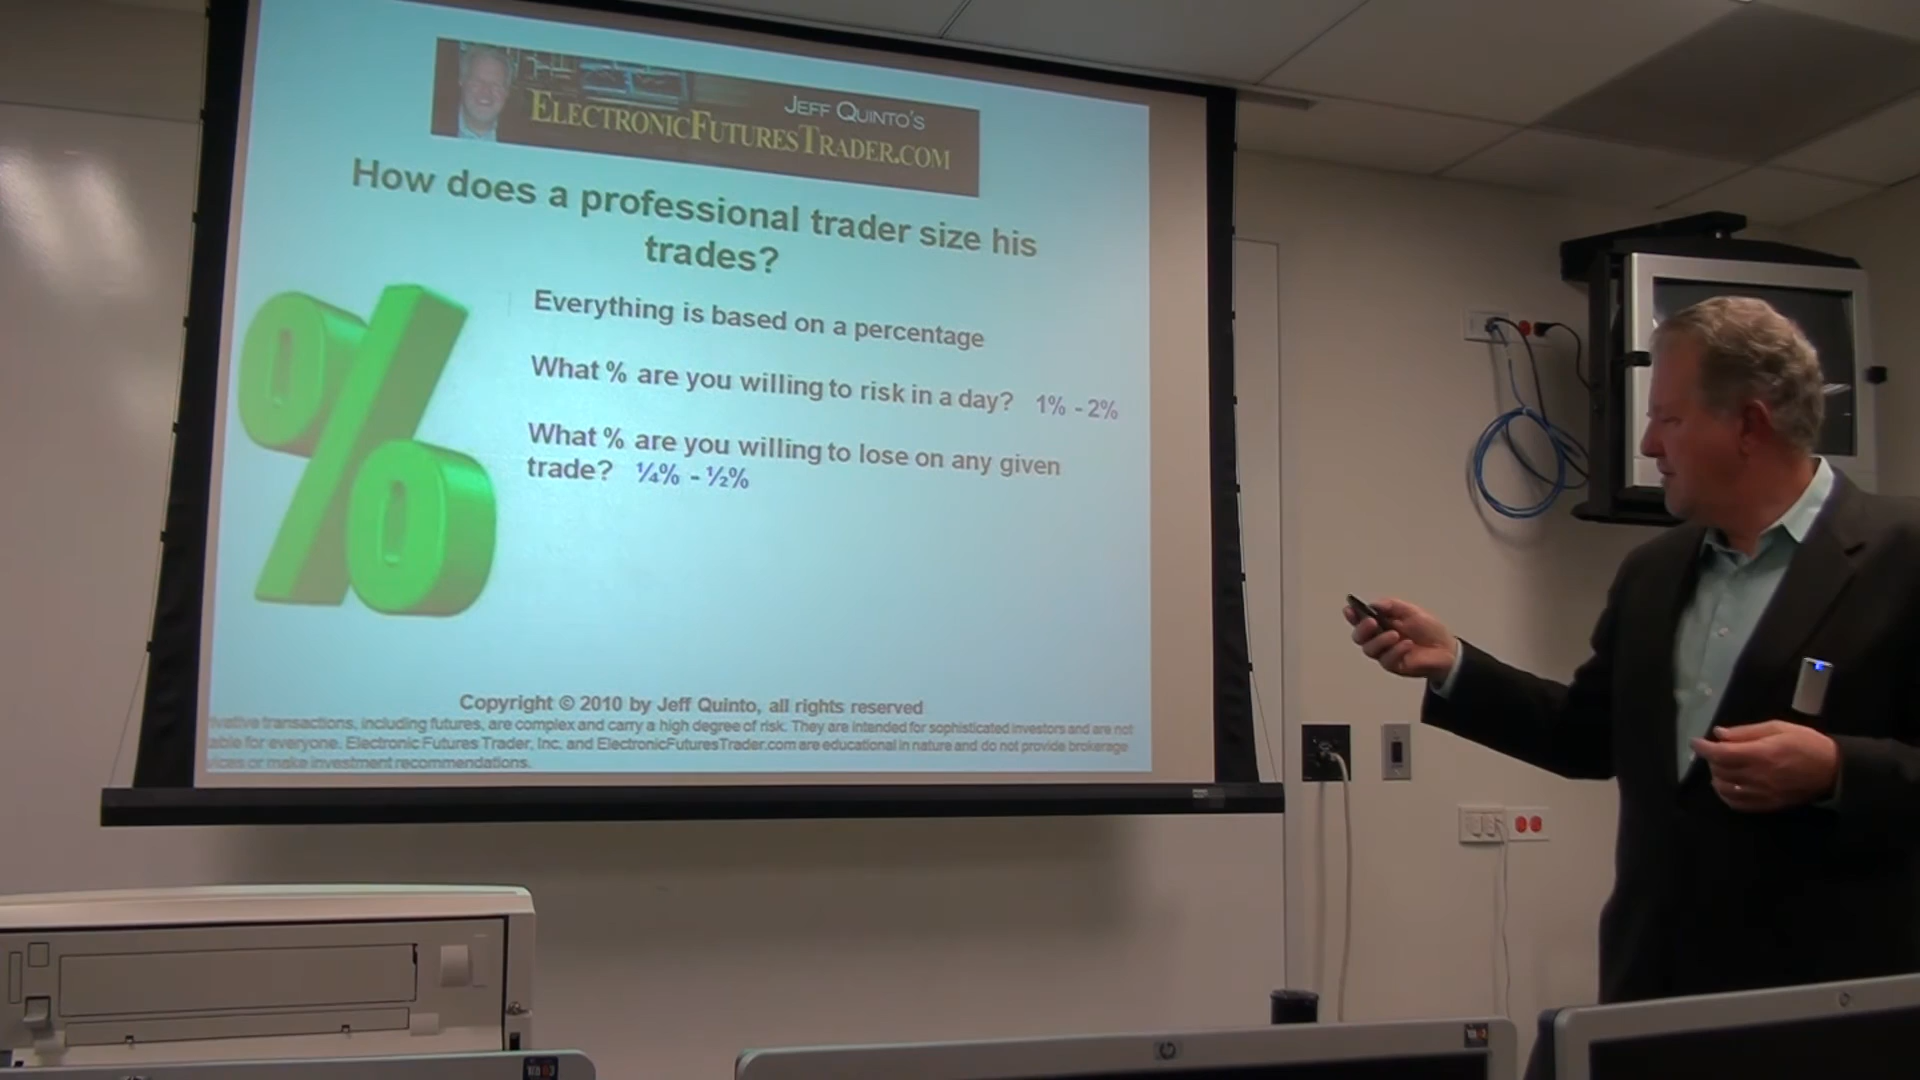 JEFF QUINTO'S
ELECTRONICFUTURESTRADER.COM
How does a professional trader size his
trades?
Everything is based on a percentage
What % are you willing to risk in a day? 1% - 2%
What % are you willing to lose on any given
trade? ¼% - ½%
Copyright © 2010 by Jeff Quinto, all rights reserved
transactions, including futures, are complex and carry a high degree of risk. They are intended for sophisticated investors and are not
for everyone. Electronic Futures Trader, Inc. and ElectronicFuturesTrader.com are educational in nature and do not provide brokerage
or make investment recommendations.
hp